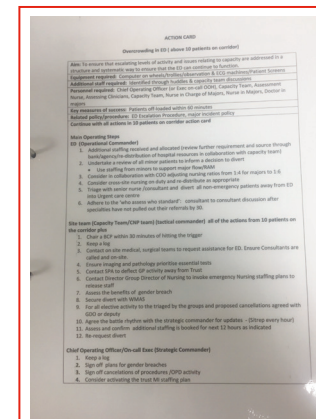 ACTION CARD
Overcrowding in ED ( above 10 patients on corridor)
Aim: To ensure that escalating levels of activity and issues relating to capacity are addressed in a
structure and systematic way to ensure that the ED can continue to function.
Equipment required: Computer on wheels/trollies/observation & ECG machines/Patient Screens
Additional staff required: Identified through huddles & capacity team discussions
Personnel required: Chief Operating Officer (or Exec on-call OOH), Capacity Team, Assessment
Nurse, Assessing Clinicians, Capacity Team, Nurse in Charge of Majors, Nurse in Majors, Doctor in
majors
Key measures of success: Patients off loaded within 60 minutes
Related policy/procedure: ED Escalation Procedure, major incident policy
Continue with all actions in 10 patients on corridor action card
Main Operating Steps
ED (Operational Commander)
1. Additional staffing received and allocated (review further requirement and source through
bank/agency/re-distribution of hospital resources in collaboration with capacity team)
2. Undertake a review of all minor patients to inform a decision to divert
• Use staffing from minors to support major floor/RAM
3. Consider in collaboration with COO adjusting nursing ratios from 1-4 for majors to 1:6
4. Consider cross-site nursing on duty and re-distribute as appropriate
5. Triage with senior nurse /consultant and divert all non-emergency patients away from ED
into Urgent care centre
6. Adhere to the 'who assess who standard': consultant to consultant discussion after
specialties have not pulled out their referrals by 30.
Site team (Capacity Team/CNP team) (tactical commander) all of the actions from 10 patients on
the corridor plus
1. Chair a BCP within 30 minutes of hitting the trigger
2. Keep a log
3. Contact on-site medical, surgical teams to request assistance for ED. Ensure Consultants are
called and on-site.
4. Ensure imaging and pathology prioritise essential tests
5. Contact SPA to deflect GP activity away from Trust
6. Contact Director Group Director of Nursing to invoke emergency Nursing staffing plans to
release staff
7. Assess the benefits of gender breach
8. Secure divert with WMAS
9. For all elective activity to the triaged by the groups and proposed cancellations agreed with
GDO or deputy
10. Agree the battle rhythm with the strategic commander for updates – (Sitrep every hour)
11. Assess and confirm additional staffing is booked for next 12 hours as indicated
12. Re-request divert
Chief Operating Officer/On-call Exec (Strategic Commander)
1. Keep a log
2. Sign off plans for gender breaches
3. Sign off cancellations of procedures /OPD activity
4. Consider activating the trust MI staffing plan